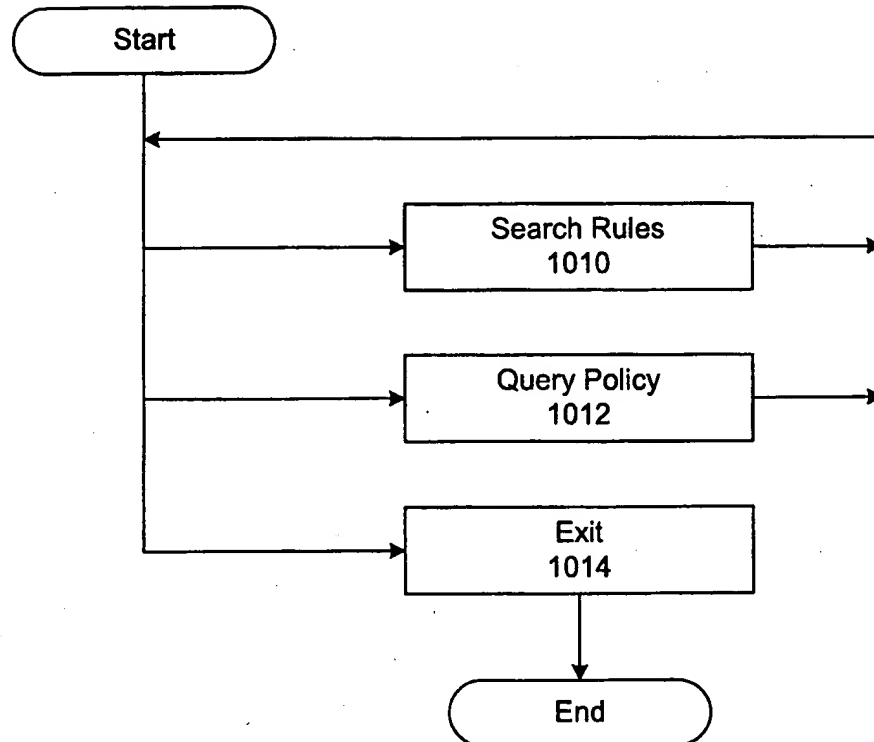 Start
Search Rules
1010
Query Policy
1012
Exit
1014
End